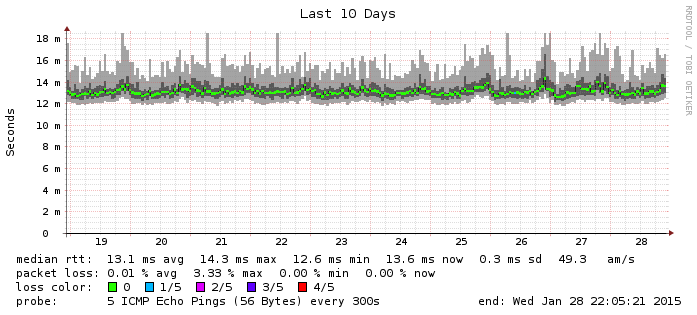 Last 10 Days
RRDTOOL / TOBI OETIKER
Seconds
18 m
16 m
14 m
12 m
10 m
8 m
6 m
4 m
2 m
0
19 20 21 22 23 24 25 26 27 28
median rtt: 13.1 ms avg 14.3 ms max 12.6 ms min 13.6 ms now 0.3 ms sd 49.3 am/s
packet loss: 0.01 % avg 3.33 % max 0.00 % min 0.00 % now
loss color: 0 1/5 2/5 3/5 4/5
probe: 5 ICMP Echo Pings (56 Bytes) every 300s end: Wed Jan 28 22:05:21 2015